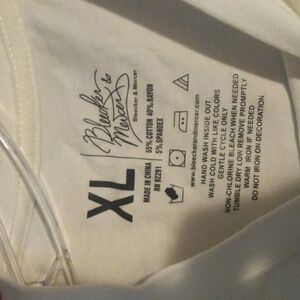 Bleecker &
Mercer
Bleecker & Mercer
XL
55% COTTON 40% RAYON
5% SPANDEX
MADE IN CHINA
RN 92291
www.bleeckerandmercer.com
HAND WASH INSIDE OUT
WASH COLD WITH LIKE COLORS
GENTLE CYCLE ONLY
NON-CHLORINE BLEACH WHEN NEEDED
TUMBLE DRY LOW REMOVE PROMPTLY
WARM IRON IF NEEDED
DO NOT IRON ON DECORATION